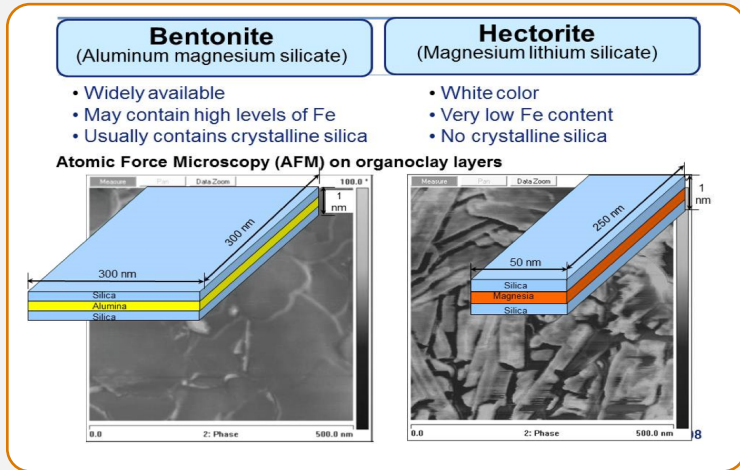 Bentonite
(Aluminum magnesium silicate)
• Widely available
• May contain high levels of Fe
• Usually contains crystalline silica
Hectorite
(Magnesium lithium silicate)
• White color
• Very low Fe content
• No crystalline silica
Atomic Force Microscopy (AFM) on organoclay layers
Measure Pan Data Zoom 100.0 °
1
nm
300 nm
300 nm
Silica
Alumina
Silica
0.0 2: Phase 500.0 nm
Measure Pan Data Zoom
1
nm
250 nm
50 nm
Silica
Magnesia
Silica
0.0 2: Phase 500.0 nm